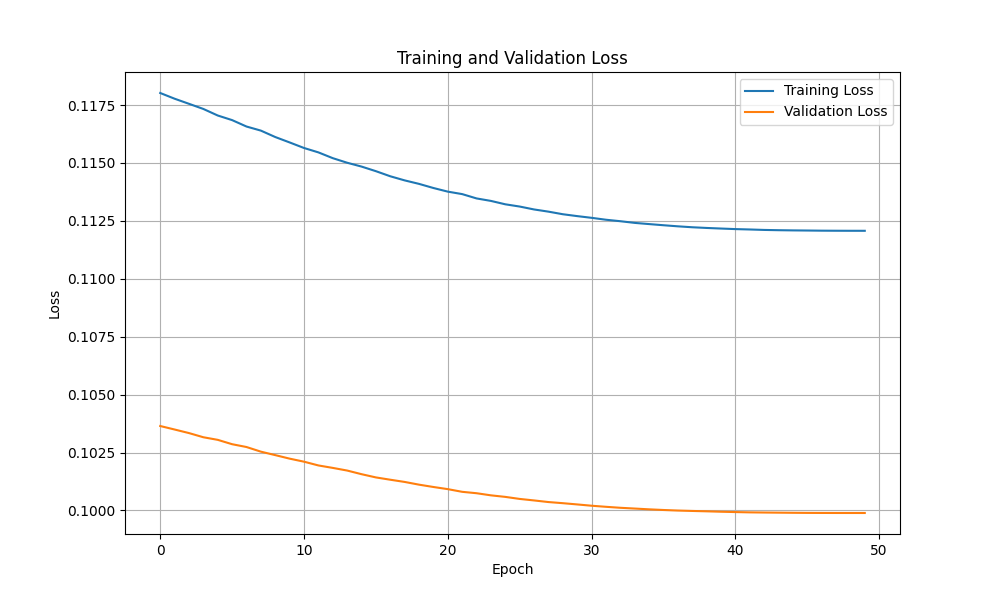 Training and Validation Loss
Training Loss
Validation Loss
0.1175
0.1150
0.1125
0.1100
0.1075
0.1050
0.1025
0.1000
Loss
0 10 20 30 40 50
Epoch